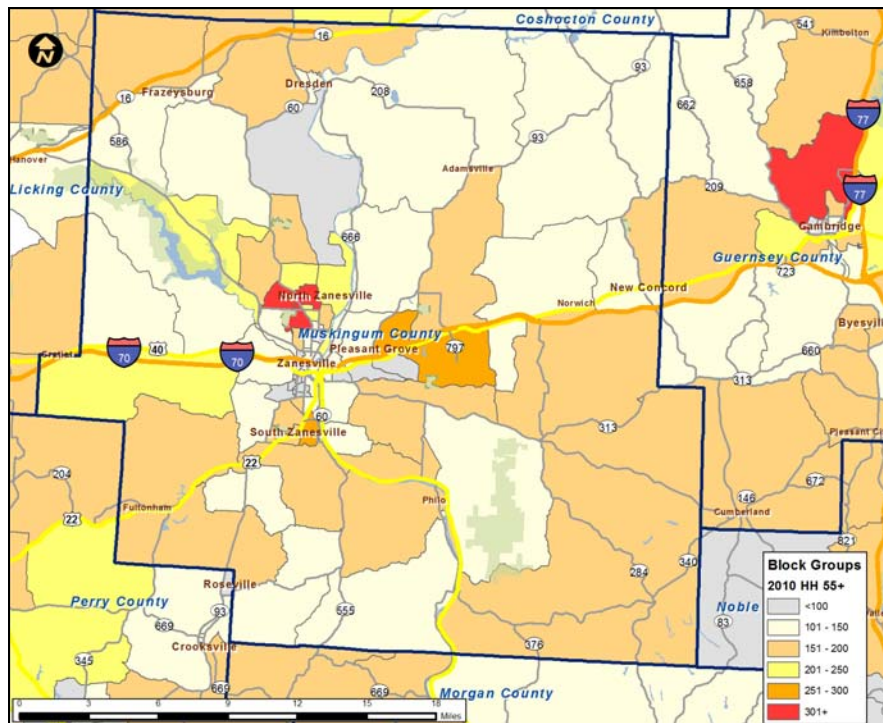 Coshocton County
N
16
541
Kimbolton
Dresden
93
658
60
208
662
77
16
Frazeysburg
93
586
Hanover
Adamsville
Licking County
209
77
Cambridge
666
Guernsey County
723
North Zanesville
New Concord
Norwich
Muskingum County
Byesville
70
40
70
Pleasant Grove
797
Zanesville
660
313
60
313
South Zanesville
22
204
672
Philo
146
Fultonham
Cumberland
22
821
340
284
Roseville
Perry County
93
555
669
Noble
83
Crooksville
376
345
669
669
Morgan County
Block Groups
2010 HH 55+
<100
101 - 150
151 - 200
201 - 250
251 - 300
301+
0 3 6 9 12 15 18
Miles